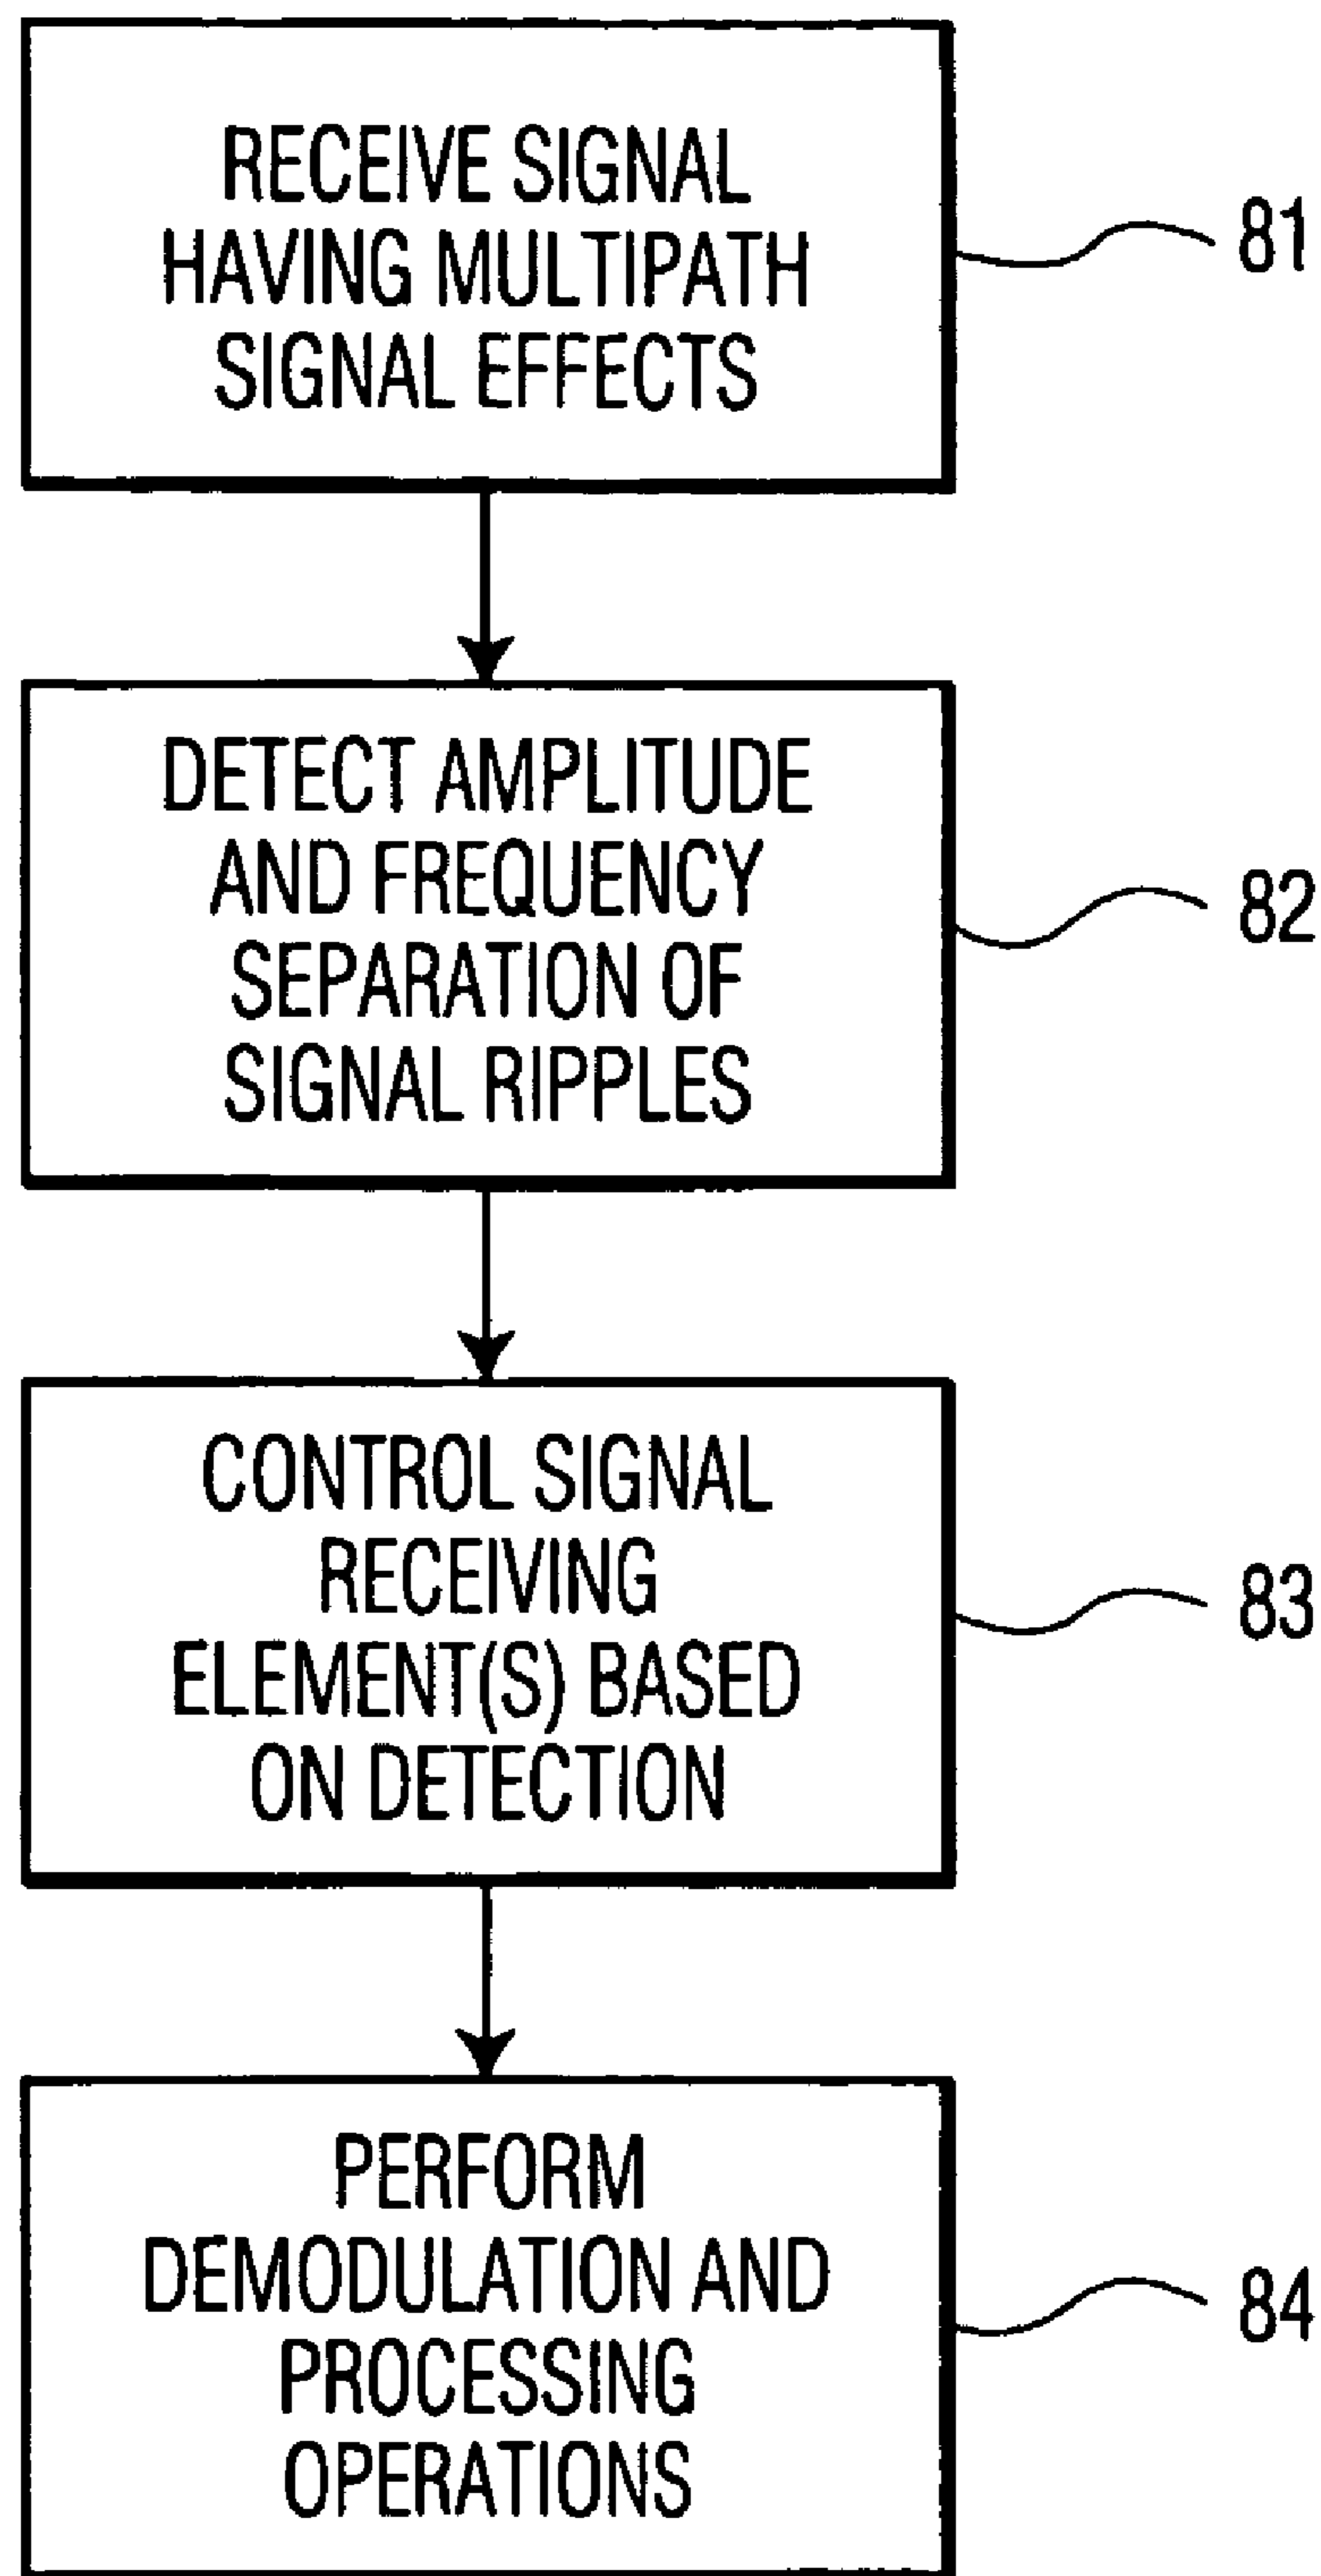 RECEIVE SIGNAL
HAVING MULTIPATH
SIGNAL EFFECTS
81
DETECT AMPLITUDE
AND FREQUENCY
SEPARATION OF
SIGNAL RIPPLES
82
CONTROL SIGNAL
RECEIVING
ELEMENT(S) BASED
ON DETECTION
83
PERFORM
DEMODULATION AND
PROCESSING
OPERATIONS
84